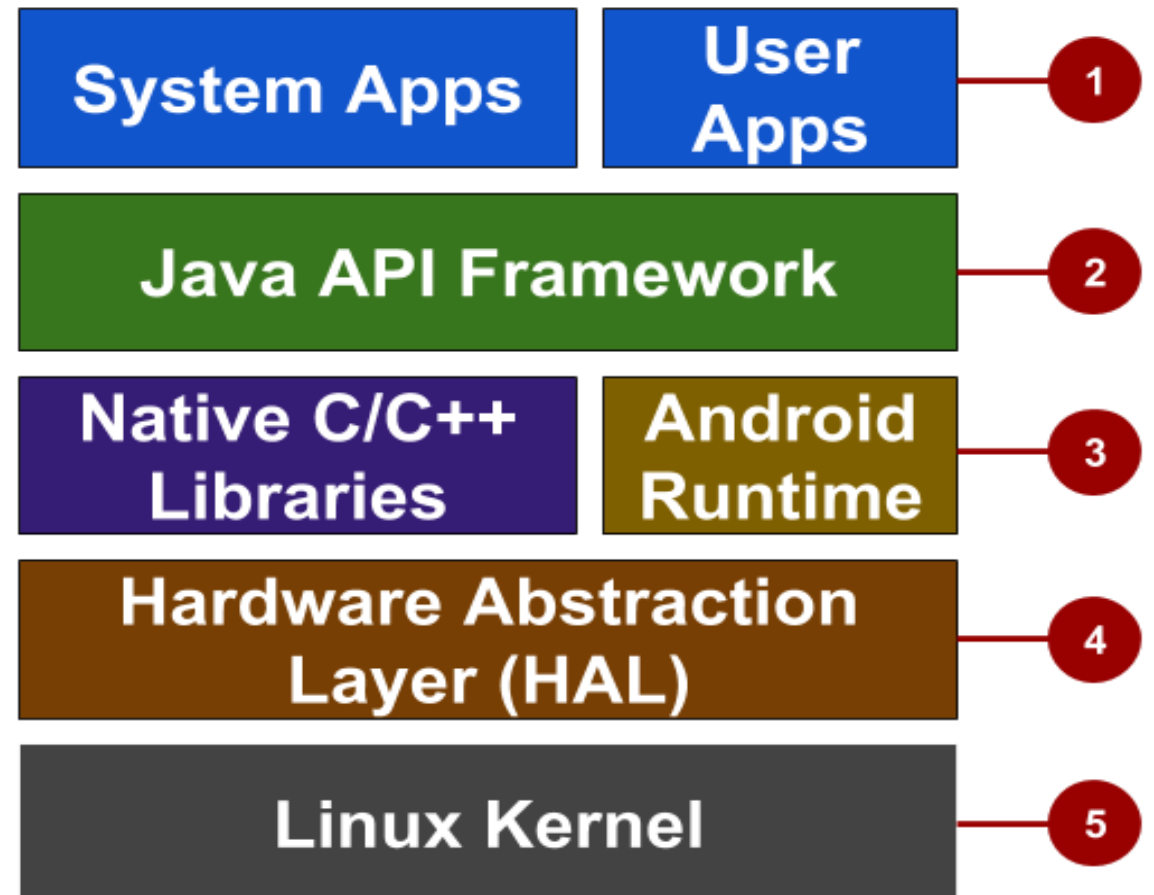 System Apps
User
Apps
1
Java API Framework
2
Native C/C++
Libraries
Android
Runtime
3
Hardware Abstraction
Layer (HAL)
4
Linux Kernel
5